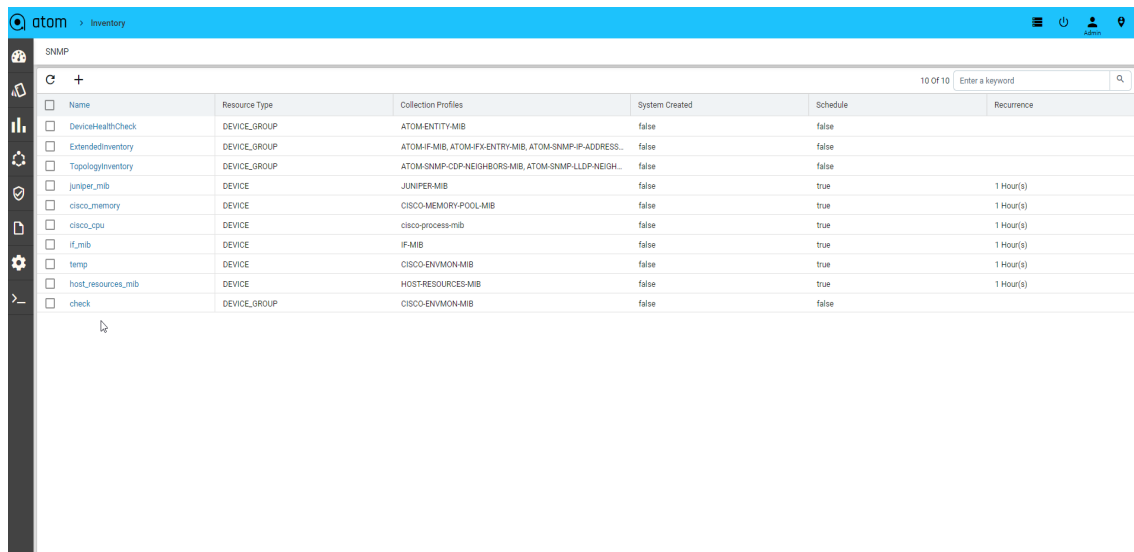 atom > Inventory
Admin
SNMP
10 Of 10 Enter a keyword
Name Resource Type Collection Profiles System Created Schedule Recurrence
DeviceHealthCheck DEVICE_GROUP ATOM-ENTITY-MIB false false
ExtendedInventory DEVICE_GROUP ATOM-IF-MIB, ATOM-IFX-ENTRY-MIB, ATOM-SNMP-IP-ADDRESS... false false
TopologyInventory DEVICE_GROUP ATOM-SNMP-CDP-NEIGHBORS-MIB, ATOM-SNMP-LLDP-NEIGH... false false
juniper_mib DEVICE JUNIPER-MIB false true 1 Hour(s)
cisco_memory DEVICE CISCO-MEMORY-POOL-MIB false true 1 Hour(s)
cisco_cpu DEVICE cisco-process-mib false true 1 Hour(s)
if_mib DEVICE IF-MIB false true 1 Hour(s)
temp DEVICE CISCO-ENVMON-MIB false true 1 Hour(s)
host_resources_mib DEVICE HOST-RESOURCES-MIB false true 1 Hour(s)
check DEVICE_GROUP CISCO-ENVMON-MIB false false